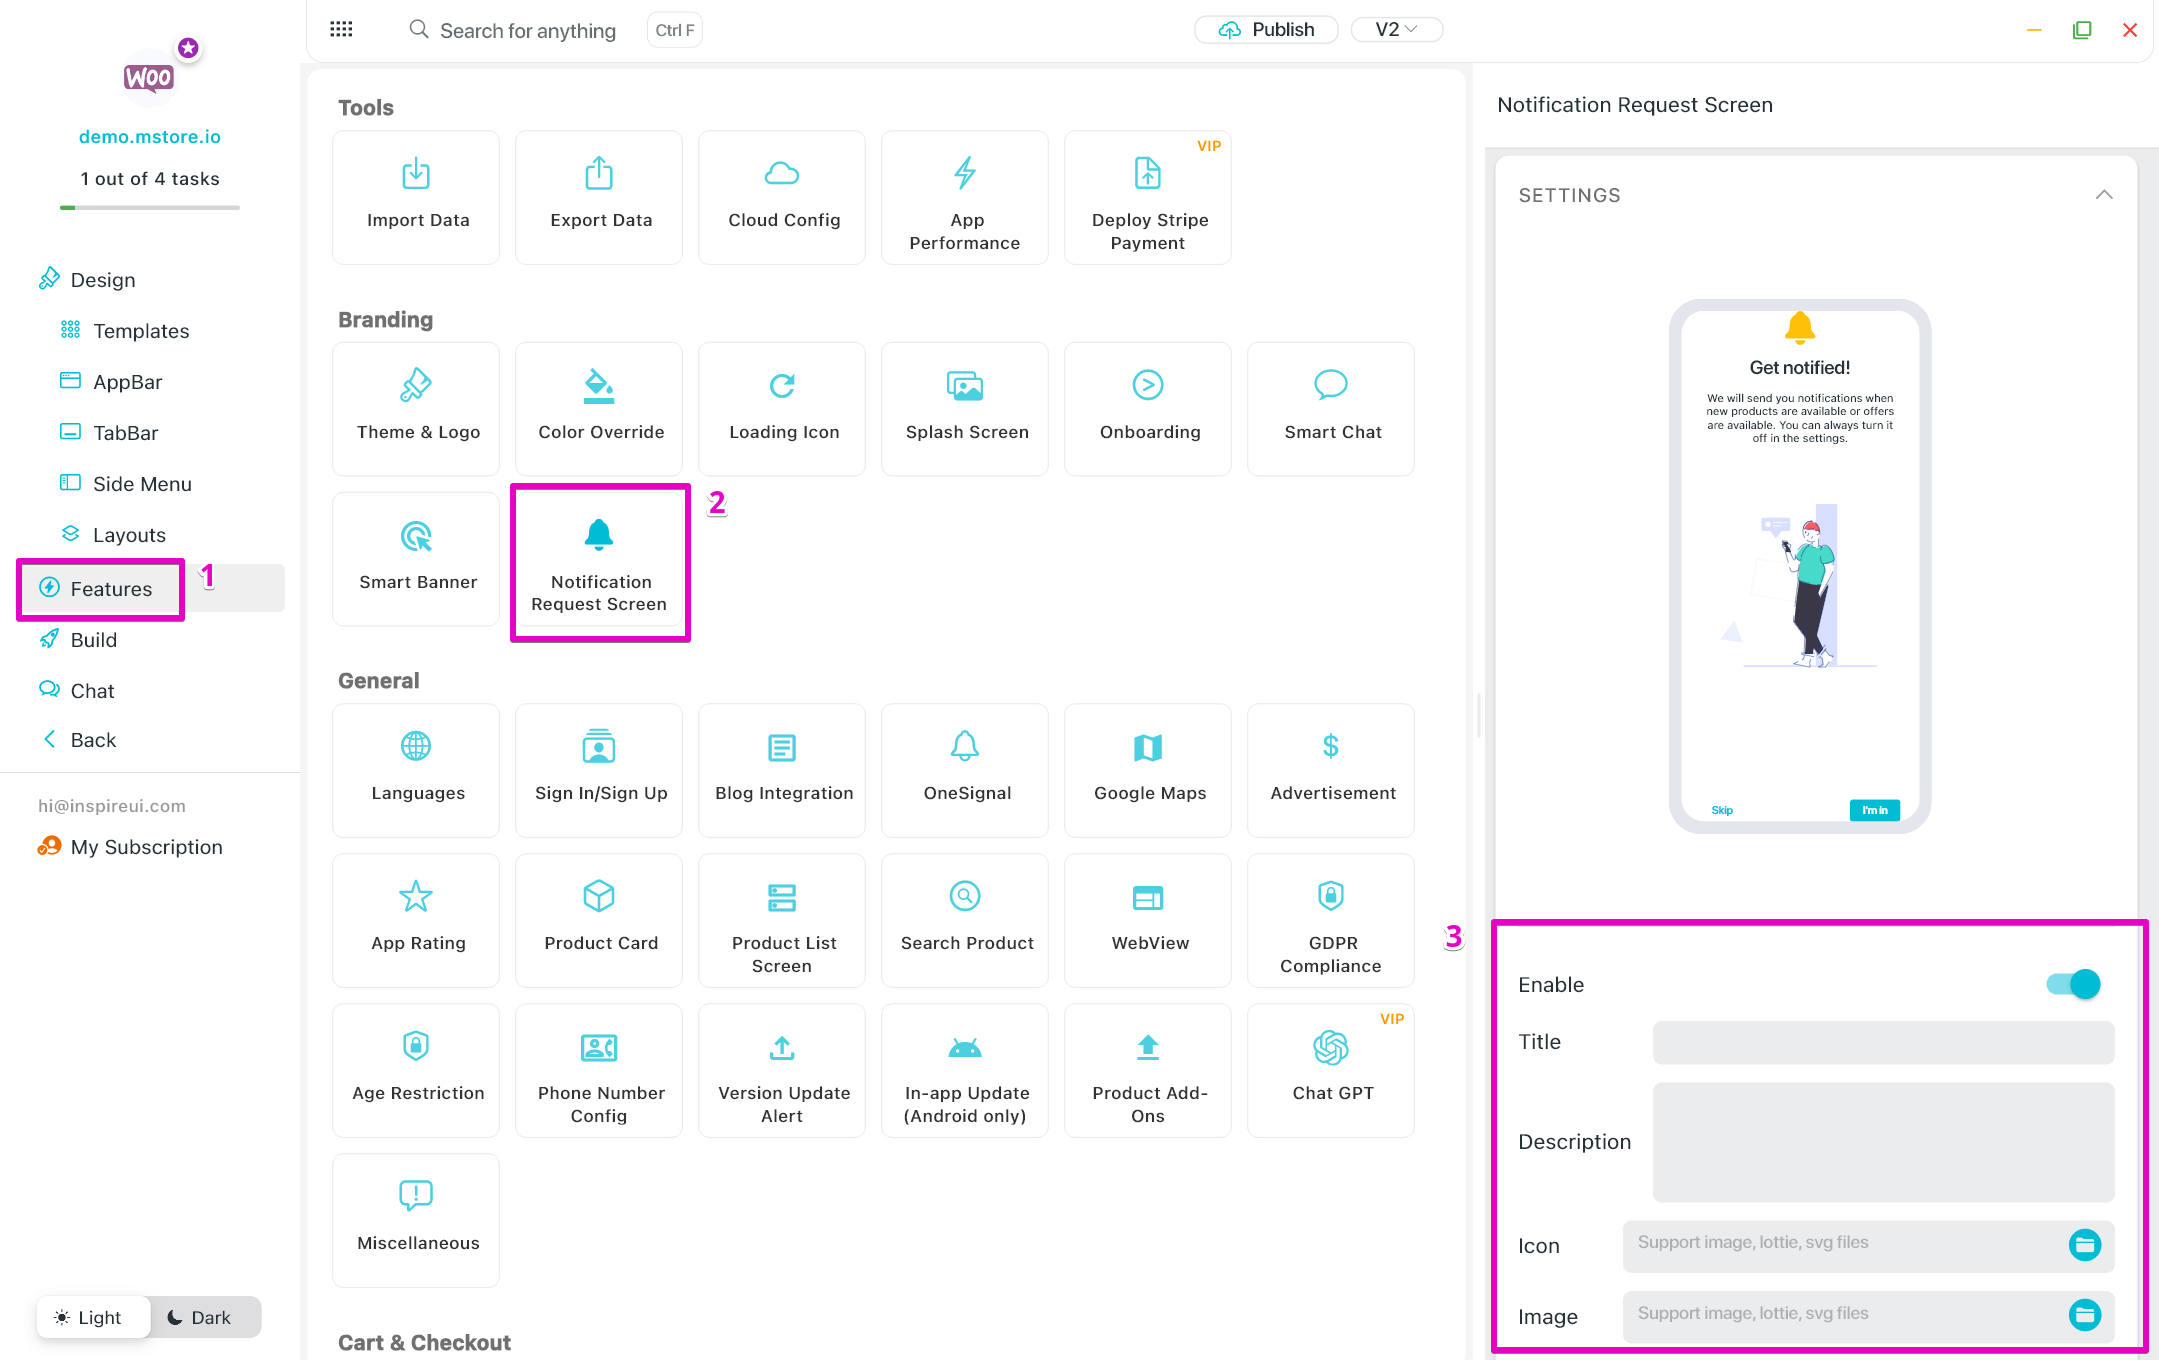 Search for anything
Ctrl F
Publish
V2
WOO
demo.mstore.io
1 out of 4 tasks
Design
Templates
AppBar
TabBar
Side Menu
Layouts
Features
1
Build
Chat
Back
hi@inspireui.com
My Subscription
Light
Dark
Tools
Import Data
Export Data
Cloud Config
App
Performance
VIP
Deploy Stripe
Payment
Branding
Theme & Logo
Color Override
Loading Icon
Splash Screen
Onboarding
Smart Chat
Smart Banner
Notification
Request Screen
2
General
Languages
Sign In/Sign Up
Blog Integration
OneSignal
Google Maps
Advertisement
App Rating
Product Card
Product List
Screen
Search Product
WebView
GDPR
Compliance
Age Restriction
Phone Number
Config
Version Update
Alert
In-app Update
(Android only)
Product Add-
Ons
VIP
Chat GPT
Miscellaneous
Cart & Checkout
Notification Request Screen
SETTINGS
Get notified!
We will send you notifications when
new products are available or offers
are available. You can always turn it
off in the settings.
Skip
I'm in
3
Enable
Title
Description
Icon
Support image, lottie, svg files
Image
Support image, lottie, svg files